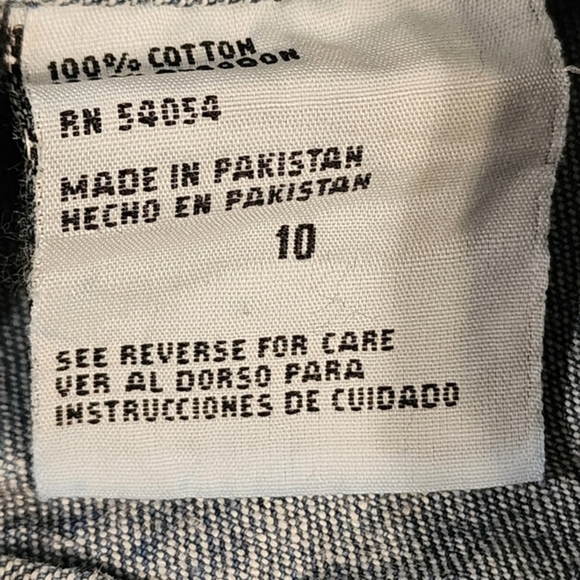 100% COTTON
RN 54054
MADE IN PAKISTAN
HECHO EN PAKISTAN
10
SEE REVERSE FOR CARE
VER AL DORSO PARA
INSTRUCCIONES DE CUIDADO